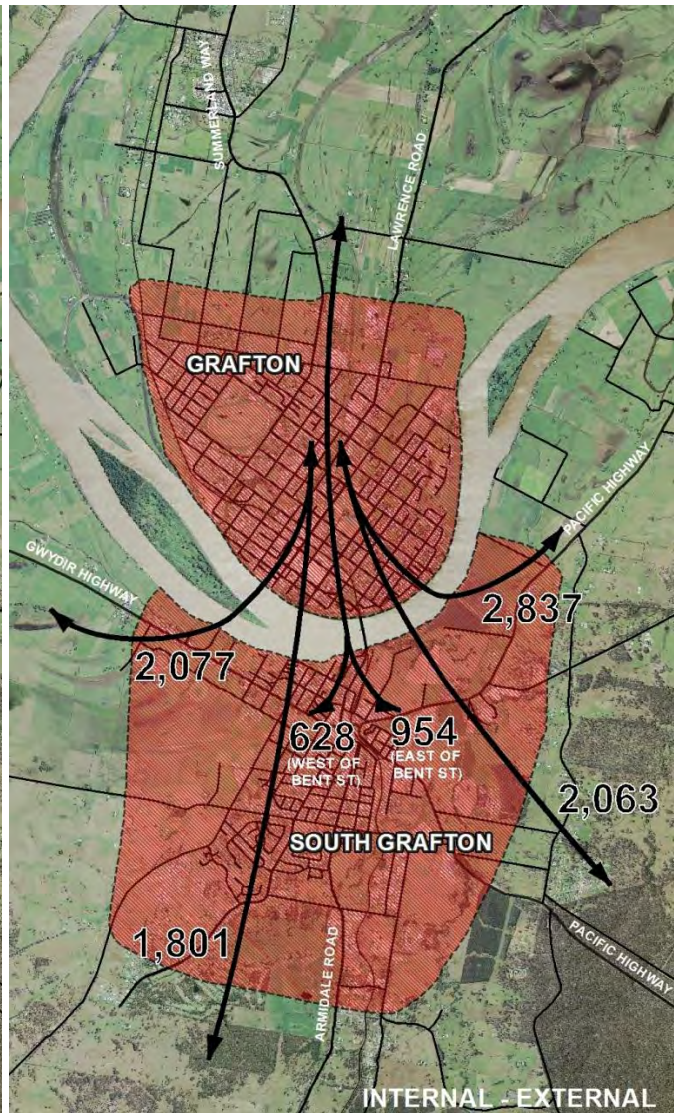 SUMMERLAND WAY
LAWRENCE ROAD
GRAFTON
PACIFIC HIGHWAY
GWYDIR HIGHWAY
2,837
2,077
628
(WEST OF
BENT ST)
954
(EAST OF
BENT ST)
2,063
SOUTH GRAFTON
1,801
ARMIDALE ROAD
PACIFIC HIGHWAY
INTERNAL - EXTERNAL